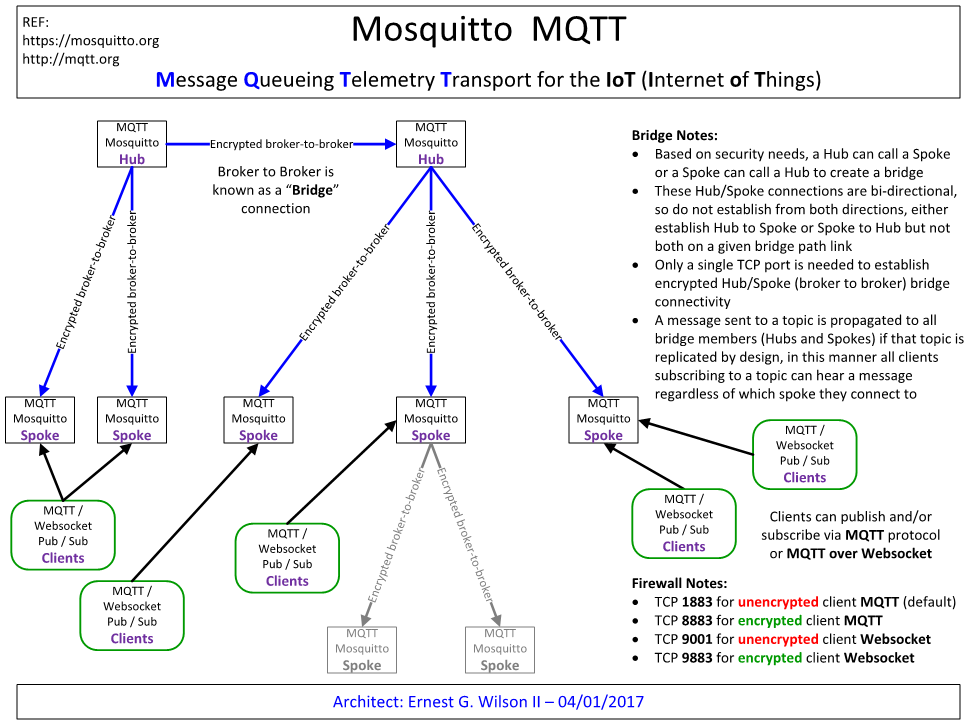 REF:
https://mosquitto.org
http://mqtt.org
Mosquitto MQTT
Message Queueing Telemetry Transport for the IoT (Internet of Things)
MQTT
Mosquitto
Hub
Encrypted broker-to-broker
MQTT
Mosquitto
Hub
Broker to Broker is
known as a “Bridge”
connection
Encrypted broker-to-broker
Encrypted broker-to-broker
Encrypted broker-to-broker
Encrypted broker-to-broker
Encrypted broker-to-broker
Bridge Notes:
• Based on security needs, a Hub can call a Spoke
or a Spoke can call a Hub to create a bridge
• These Hub/Spoke connections are bi-directional,
so do not establish from both directions, either
establish Hub to Spoke or Spoke to Hub but not
both on a given bridge path link
• Only a single TCP port is needed to establish
encrypted Hub/Spoke (broker to broker) bridge
connectivity
• A message sent to a topic is propagated to all
bridge members (Hubs and Spokes) if that topic is
replicated by design, in this manner all clients
subscribing to a topic can hear a message
regardless of which spoke they connect to
MQTT
Mosquitto
Spoke
MQTT
Mosquitto
Spoke
MQTT
Mosquitto
Spoke
MQTT
Mosquitto
Spoke
MQTT
Mosquitto
Spoke
MQTT /
Websocket
Pub / Sub
Clients
MQTT /
Websocket
Pub / Sub
Clients
MQTT /
Websocket
Pub / Sub
Clients
MQTT /
Websocket
Pub / Sub
Clients
MQTT /
Websocket
Pub / Sub
Clients
Encrypted broker-to-broker
Encrypted broker-to-broker
MQTT
Mosquitto
Spoke
MQTT
Mosquitto
Spoke
Clients can publish and/or
subscribe via MQTT protocol
or MQTT over Websocket
Firewall Notes:
• TCP 1883 for unencrypted client MQTT (default)
• TCP 8883 for encrypted client MQTT
• TCP 9001 for unencrypted client Websocket
• TCP 9883 for encrypted client Websocket
Architect: Ernest G. Wilson II – 04/01/2017